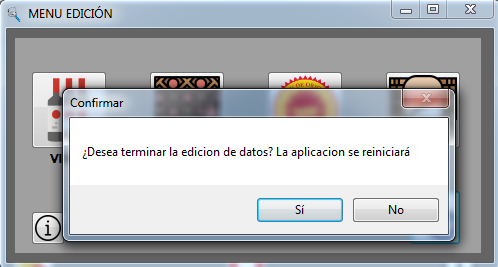 MENU EDICIÓN
Confirmar
¿Desea terminar la edicion de datos? La aplicacion se reiniciará
Sí
No